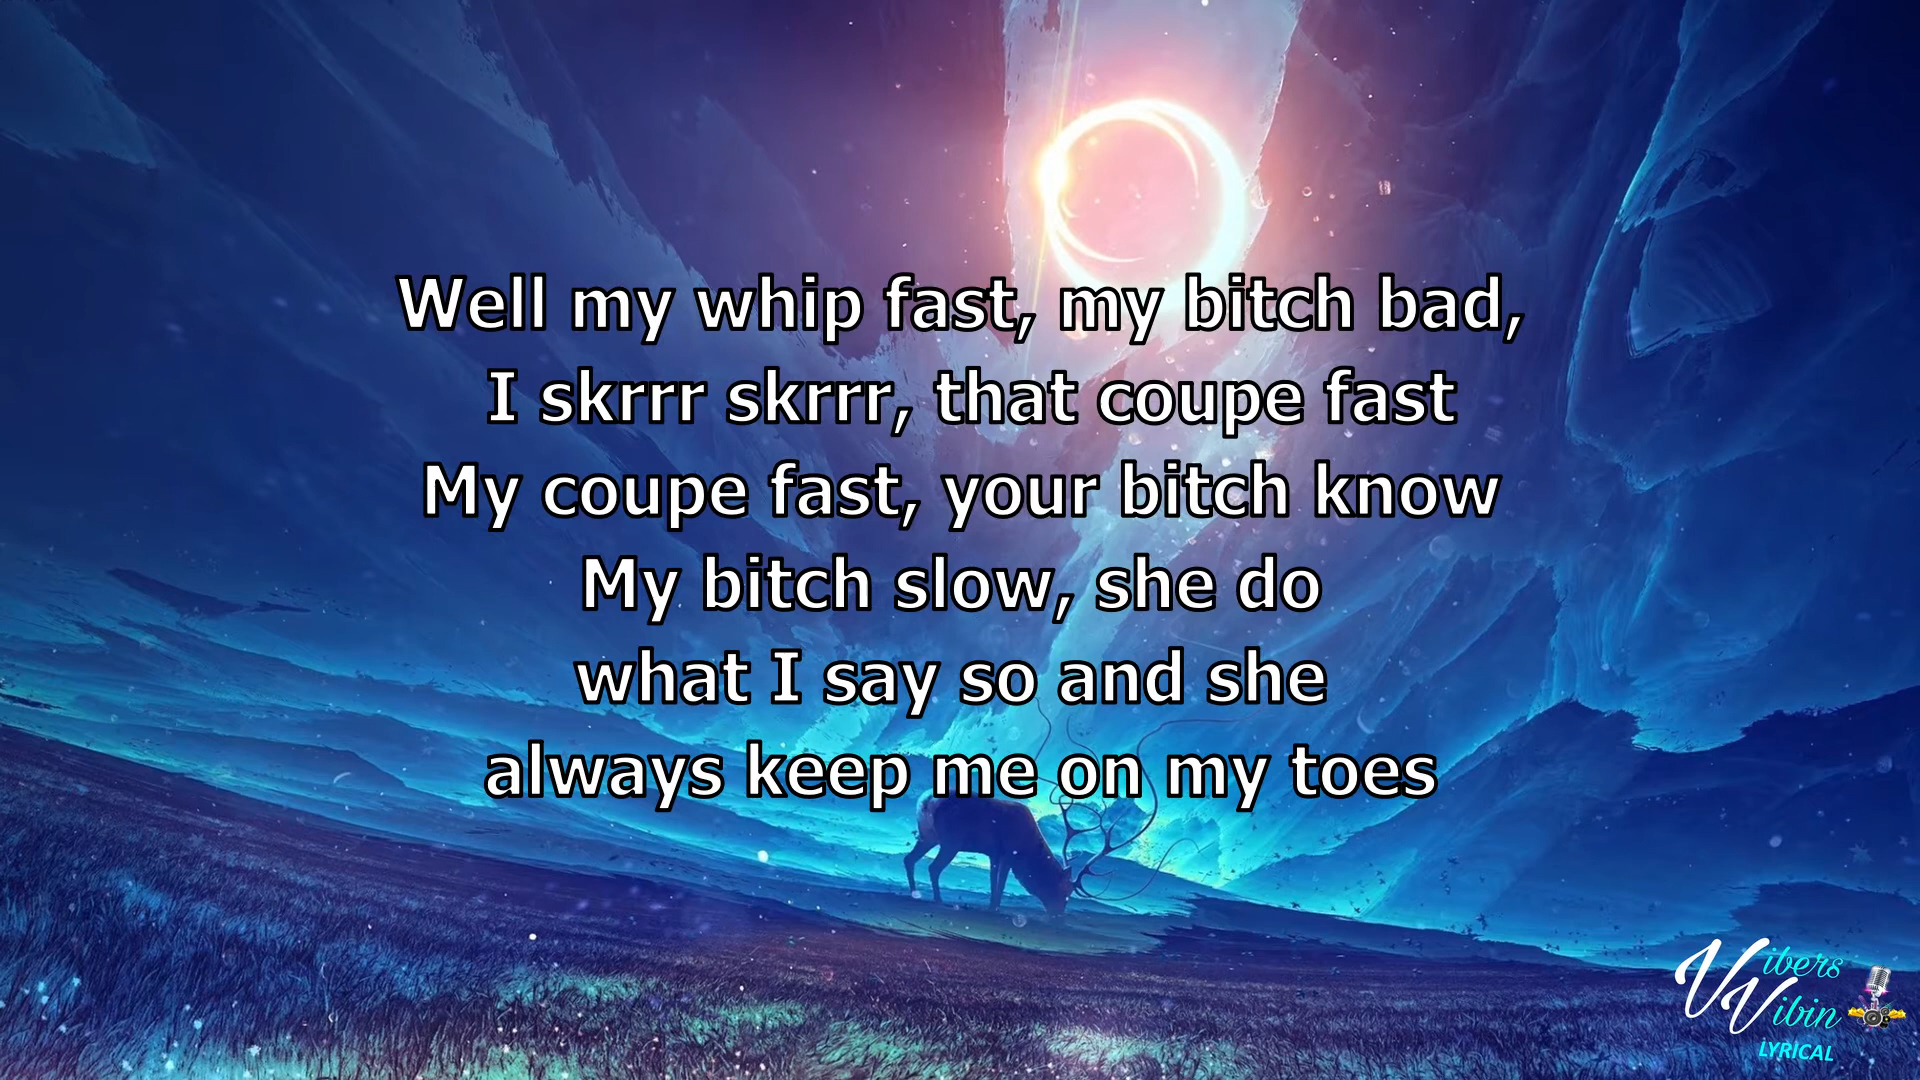 Well my whip fast, my bitch bad,
I skrrr skrrr, that coupe fast
My coupe fast, your bitch know
My bitch slow, she do
what I say so and she
always keep me on my toes
Vibers
Vibin
LYRICAL